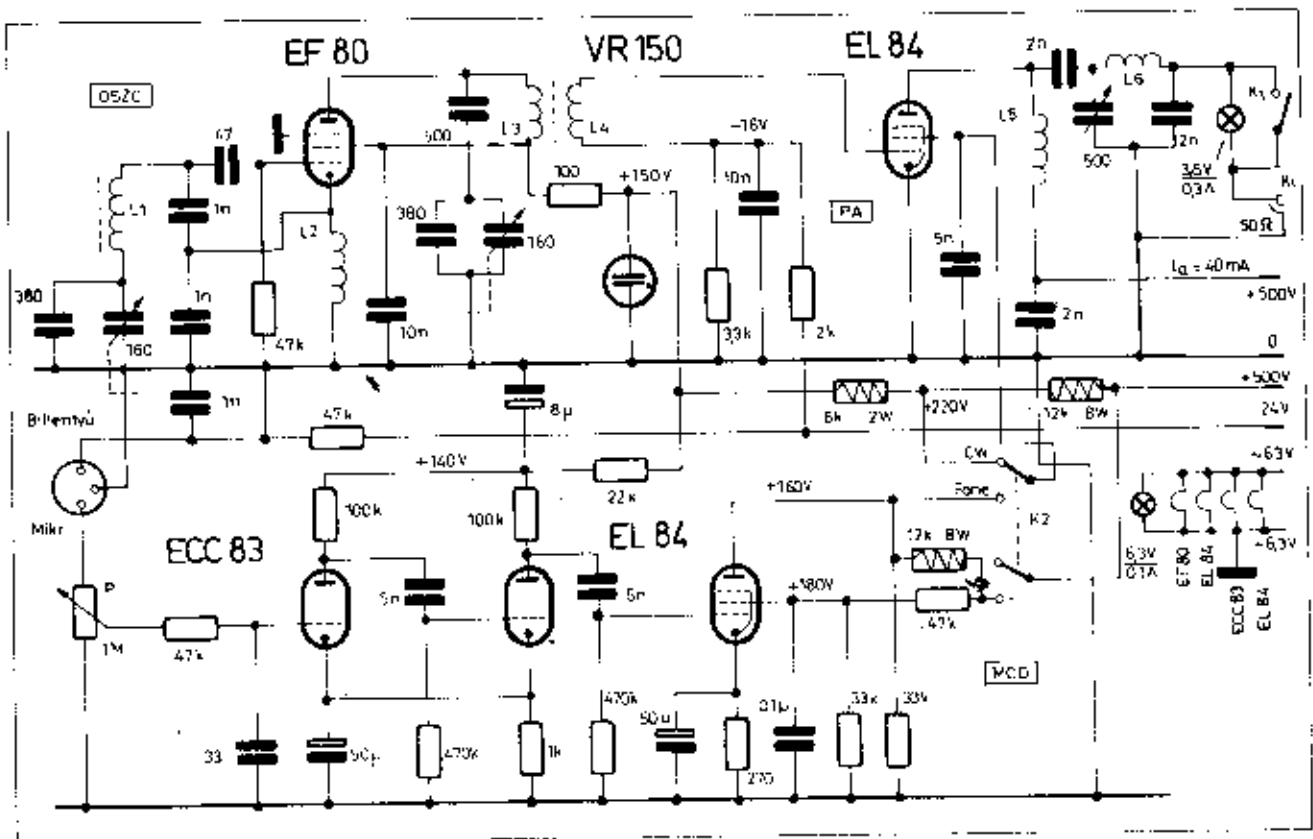 EF 80
VR 150
EL 84
OSZC
47
L1
1n
L2
500
L3
L4
100
+150V
-16V
10n
PA
2n
L6
L5
500
12n
K1
3,5V
0,3A
50Ω
Ia = 40mA
+500V
0
380
160
1n
47k
10n
380
160
33k
2k
5n
2n
1n
8µ
6k
2W
+220V
12k
8W
+500V
24V
Billentyű
Mikr
47k
+140V
22k
+160V
CW
Fone
K2
~6,3V
~6,3V
6,3V
0,1A
EF 80
EL 84
ECC 83
EL 84
100k
100k
ECC 83
EL 84
12k 8W
+180V
47k
P
1M
47k
5n
5n
MOD
33
50µ
470k
1k
470k
50µ
270
0,1µ
33k
33k